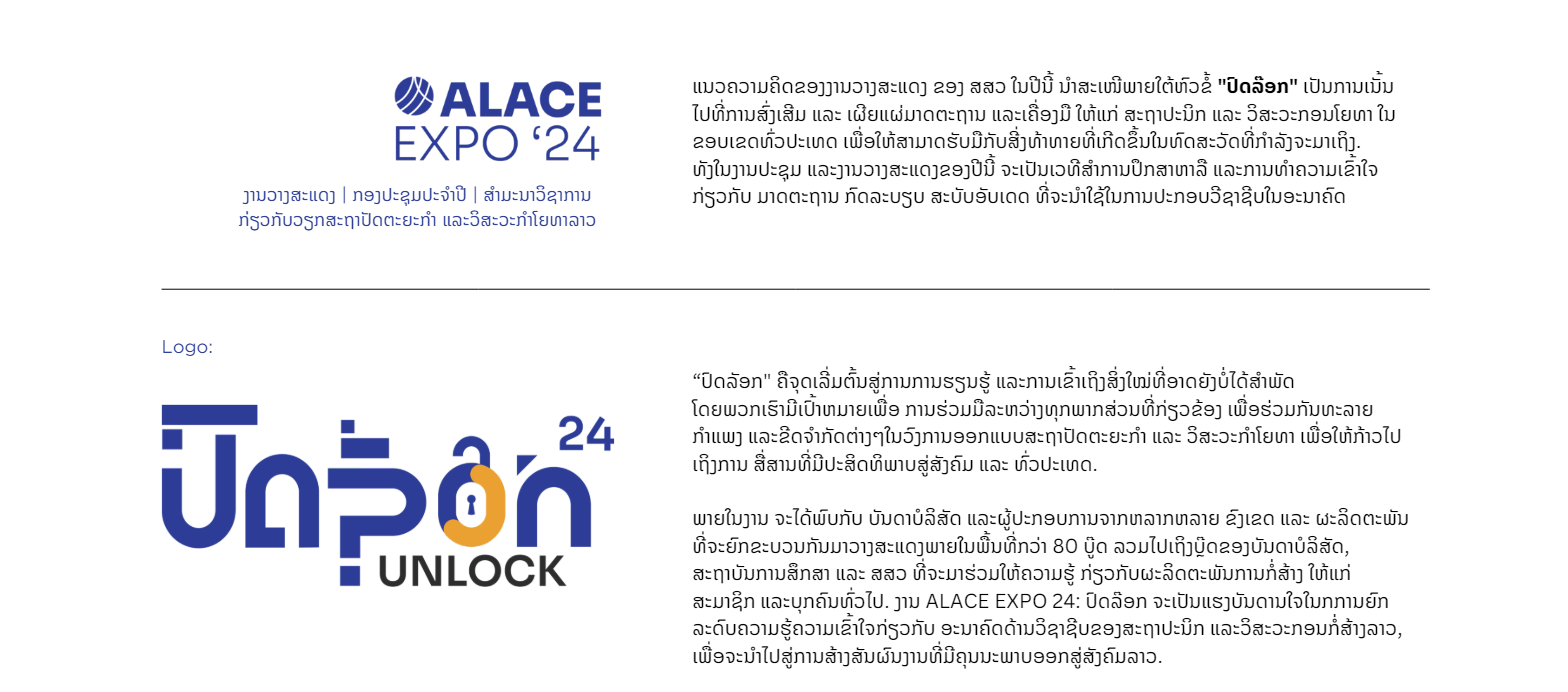 ALACE
EXPO ‘24
ງານວາງສະແດງ | ກອງປະຊຸມປະຈຳປີ | ສຳມະນາວິຊາການ
ກ່ຽວກັບວຽກສະຖາປັດຕະຍະກຳ ແລະວິສະວະກຳໂຍທາລາວ
ແນວຄວາມຄິດຂອງງານວາງສະແດງ ຂອງ ສສວ ໃນປີນີ້ ນຳສະເໜີພາຍໃຕ້ຫົວຂໍ້ "ປົດລ໊ອກ" ເປັນການເນັ້ນ
ໄປທີ່ການສົ່ງເສີມ ແລະ ເຜີຍແຜ່ມາດຕະຖານ ແລະເຄື່ອງມື ໃຫ້ແກ່ ສະຖາປະນິກ ແລະ ວິສະວະກອນໂຍທາ ໃນ
ຂອບເຂດທົ່ວປະເທດ ເພື່ອໃຫ້ສາມາດຮັບມືກັບສິ່ງທ້າທາຍທີ່ເກີດຂຶ້ນໃນທົດສະວັດທີ່ກຳລັງຈະມາເຖິງ.
ທັງໃນງານປະຊຸມ ແລະງານວາງສະແດງຂອງປີນີ້ ຈະເປັນເວທີສຳການປຶກສາຫາລື ແລະການທຳຄວາມເຂົ້າໃຈ
ກ່ຽວກັບ ມາດຕະຖານ ກົດລະບຽບ ສະບັບອັບເດດ ທີ່ຈະນຳໃຊ້ໃນການປະກອບວິຊາຊີບໃນອະນາຄົດ
Logo:
ປົດລ໊ອກ 24
UNLOCK
“ປົດລັອກ" ຄືຈຸດເລີ່ມຕົ້ນສູ່ການການຮຽນຮູ້ ແລະການເຂົ້າເຖິງສິ່ງໃໝ່ທີ່ອາດຍັງບໍ່ໄດ້ສຳພັດ
ໂດຍພວກເຮົາມີເປົ້າຫມາຍເພື່ອ ການຮ່ວມມືລະຫວ່າງທຸກພາກສ່ວນທີ່ກ່ຽວຂ້ອງ ເພື່ອຮ່ວມກັນທະລາຍ
ກຳແພງ ແລະຂີດຈຳກັດຕ່າງໆໃນວົງການອອກແບບສະຖາປັດຕະຍະກຳ ແລະ ວິສະວະກຳໂຍທາ ເພື່ອໃຫ້ກ້າວໄປ
ເຖິງການ ສື່ສານທີ່ມີປະສິດທິພາບສູ່ສັງຄົມ ແລະ ທົ່ວປະເທດ.
ພາຍໃນງານ ຈະໄດ້ພົບກັບ ບັນດາບໍລິສັດ ແລະຜູ້ປະກອບການຈາກຫລາກຫລາຍ ຂົງເຂດ ແລະ ຜະລິດຕະພັນ
ທີ່ຈະຍົກຂະບວນກັນມາວາງສະແດງພາຍໃນພື້ນທີ່ກວ່າ 80 ບູ໊ດ ລວມໄປເຖິງບູ໊ດຂອງບັນດາບໍລິສັດ,
ສະຖາບັນການສຶກສາ ແລະ ສສວ ທີ່ຈະມາຮ່ວມໃຫ້ຄວາມຮູ້ ກ່ຽວກັບຜະລິດຕະພັນການກໍ່ສ້າງ ໃຫ້ແກ່
ສະມາຊິກ ແລະບຸກຄົນທົ່ວໄປ. ງານ ALACE EXPO 24: ປົດລ໊ອກ ຈະເປັນແຮງບັນດານໃຈໃນກການຍົກ
ລະດົບຄວາມຮູ້ຄວາມເຂົ້າໃຈກ່ຽວກັບ ອະນາຄົດດ້ານວິຊາຊີບຂອງສະຖາປະນິກ ແລະວິສະວະກອນກໍ່ສ້າງລາວ,
ເພື່ອຈະນຳໄປສູ່ການສ້າງສັນຜົນງານທີ່ມີຄຸນນະພາບອອກສູ່ສັງຄົມລາວ.